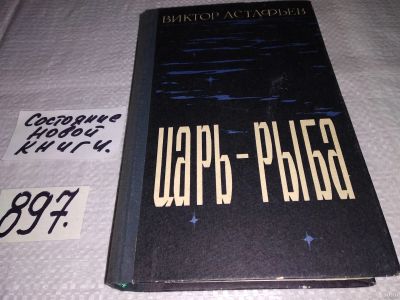 ВИКТОР АСТАФЬЕВ
ЦАРЬ-РЫБА
Состояние
новой
книги.
897.